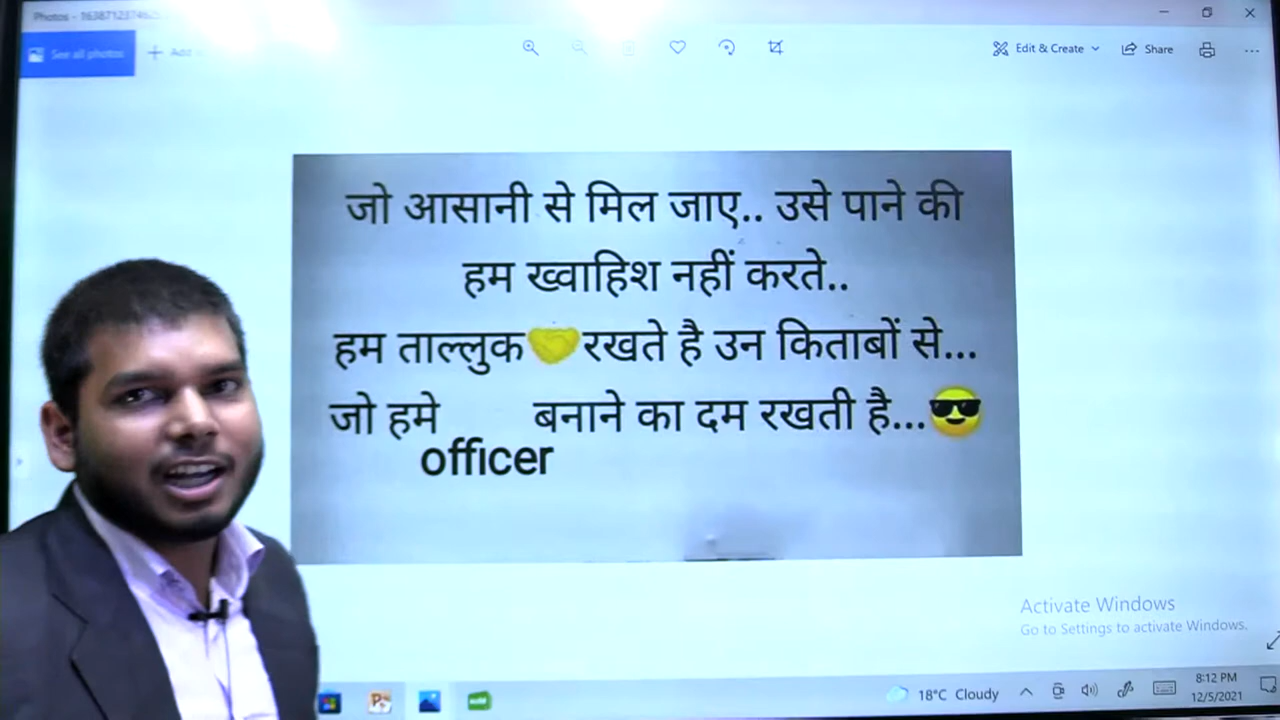 Photos - 1638712374
See all photos
+ Add
Edit & Create
Share
जो आसानी से मिल जाए.. उसे पाने की
हम ख्वाहिश नहीं करते..
हम ताल्लुक🤝रखते है उन किताबों से...
जो हमे बनाने का दम रखती है...😎
officer
Activate Windows
Go to Settings to activate Windows.
18°C Cloudy
8:12 PM
12/5/2021